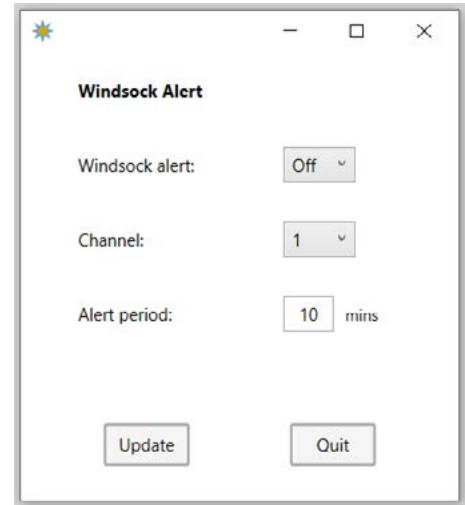 Windsock Alert
Windsock alert: Off
Channel: 1
Alert period: 10 mins
Update Quit